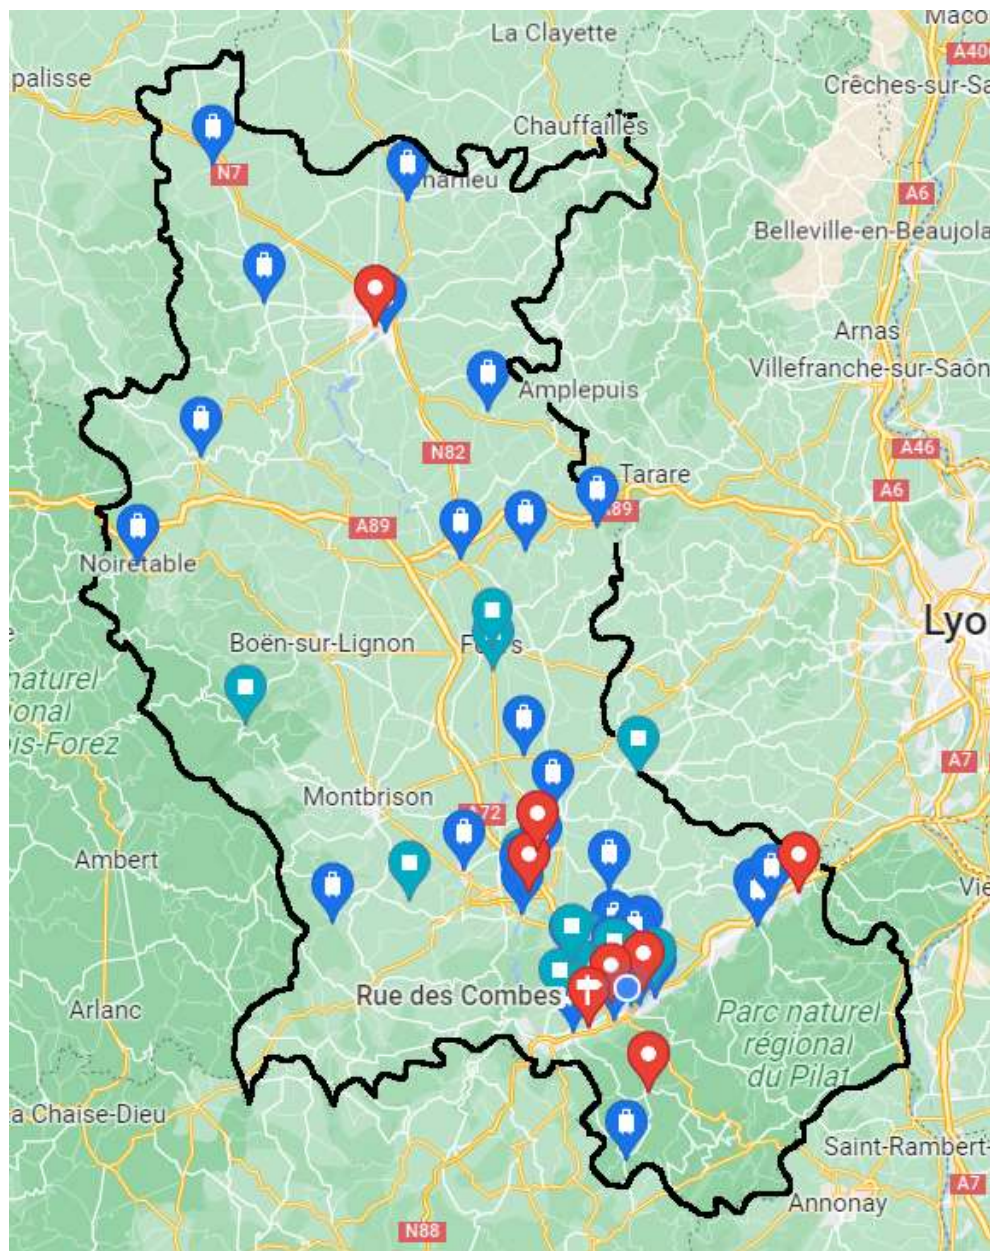 Maco
La Clayette
A40
palisse
Crêches-sur-Sa
Chauffailles
N7
A6
Belleville-en-Beaujola
Arnas
Villefranche-sur-Saôn
Amplepuis
A46
N82
Tarare
A6
A89
A89
Noirétable
Lyo
Boën-sur-Lignon
naturel
ional
is-Forez
A7
Montbrison
A72
Ambert
Vie
Rue des Combes
Arlanc
Parc naturel
régional
du Pilat
a Chaise-Dieu
Saint-Rambert-
A7
Annonay
N88